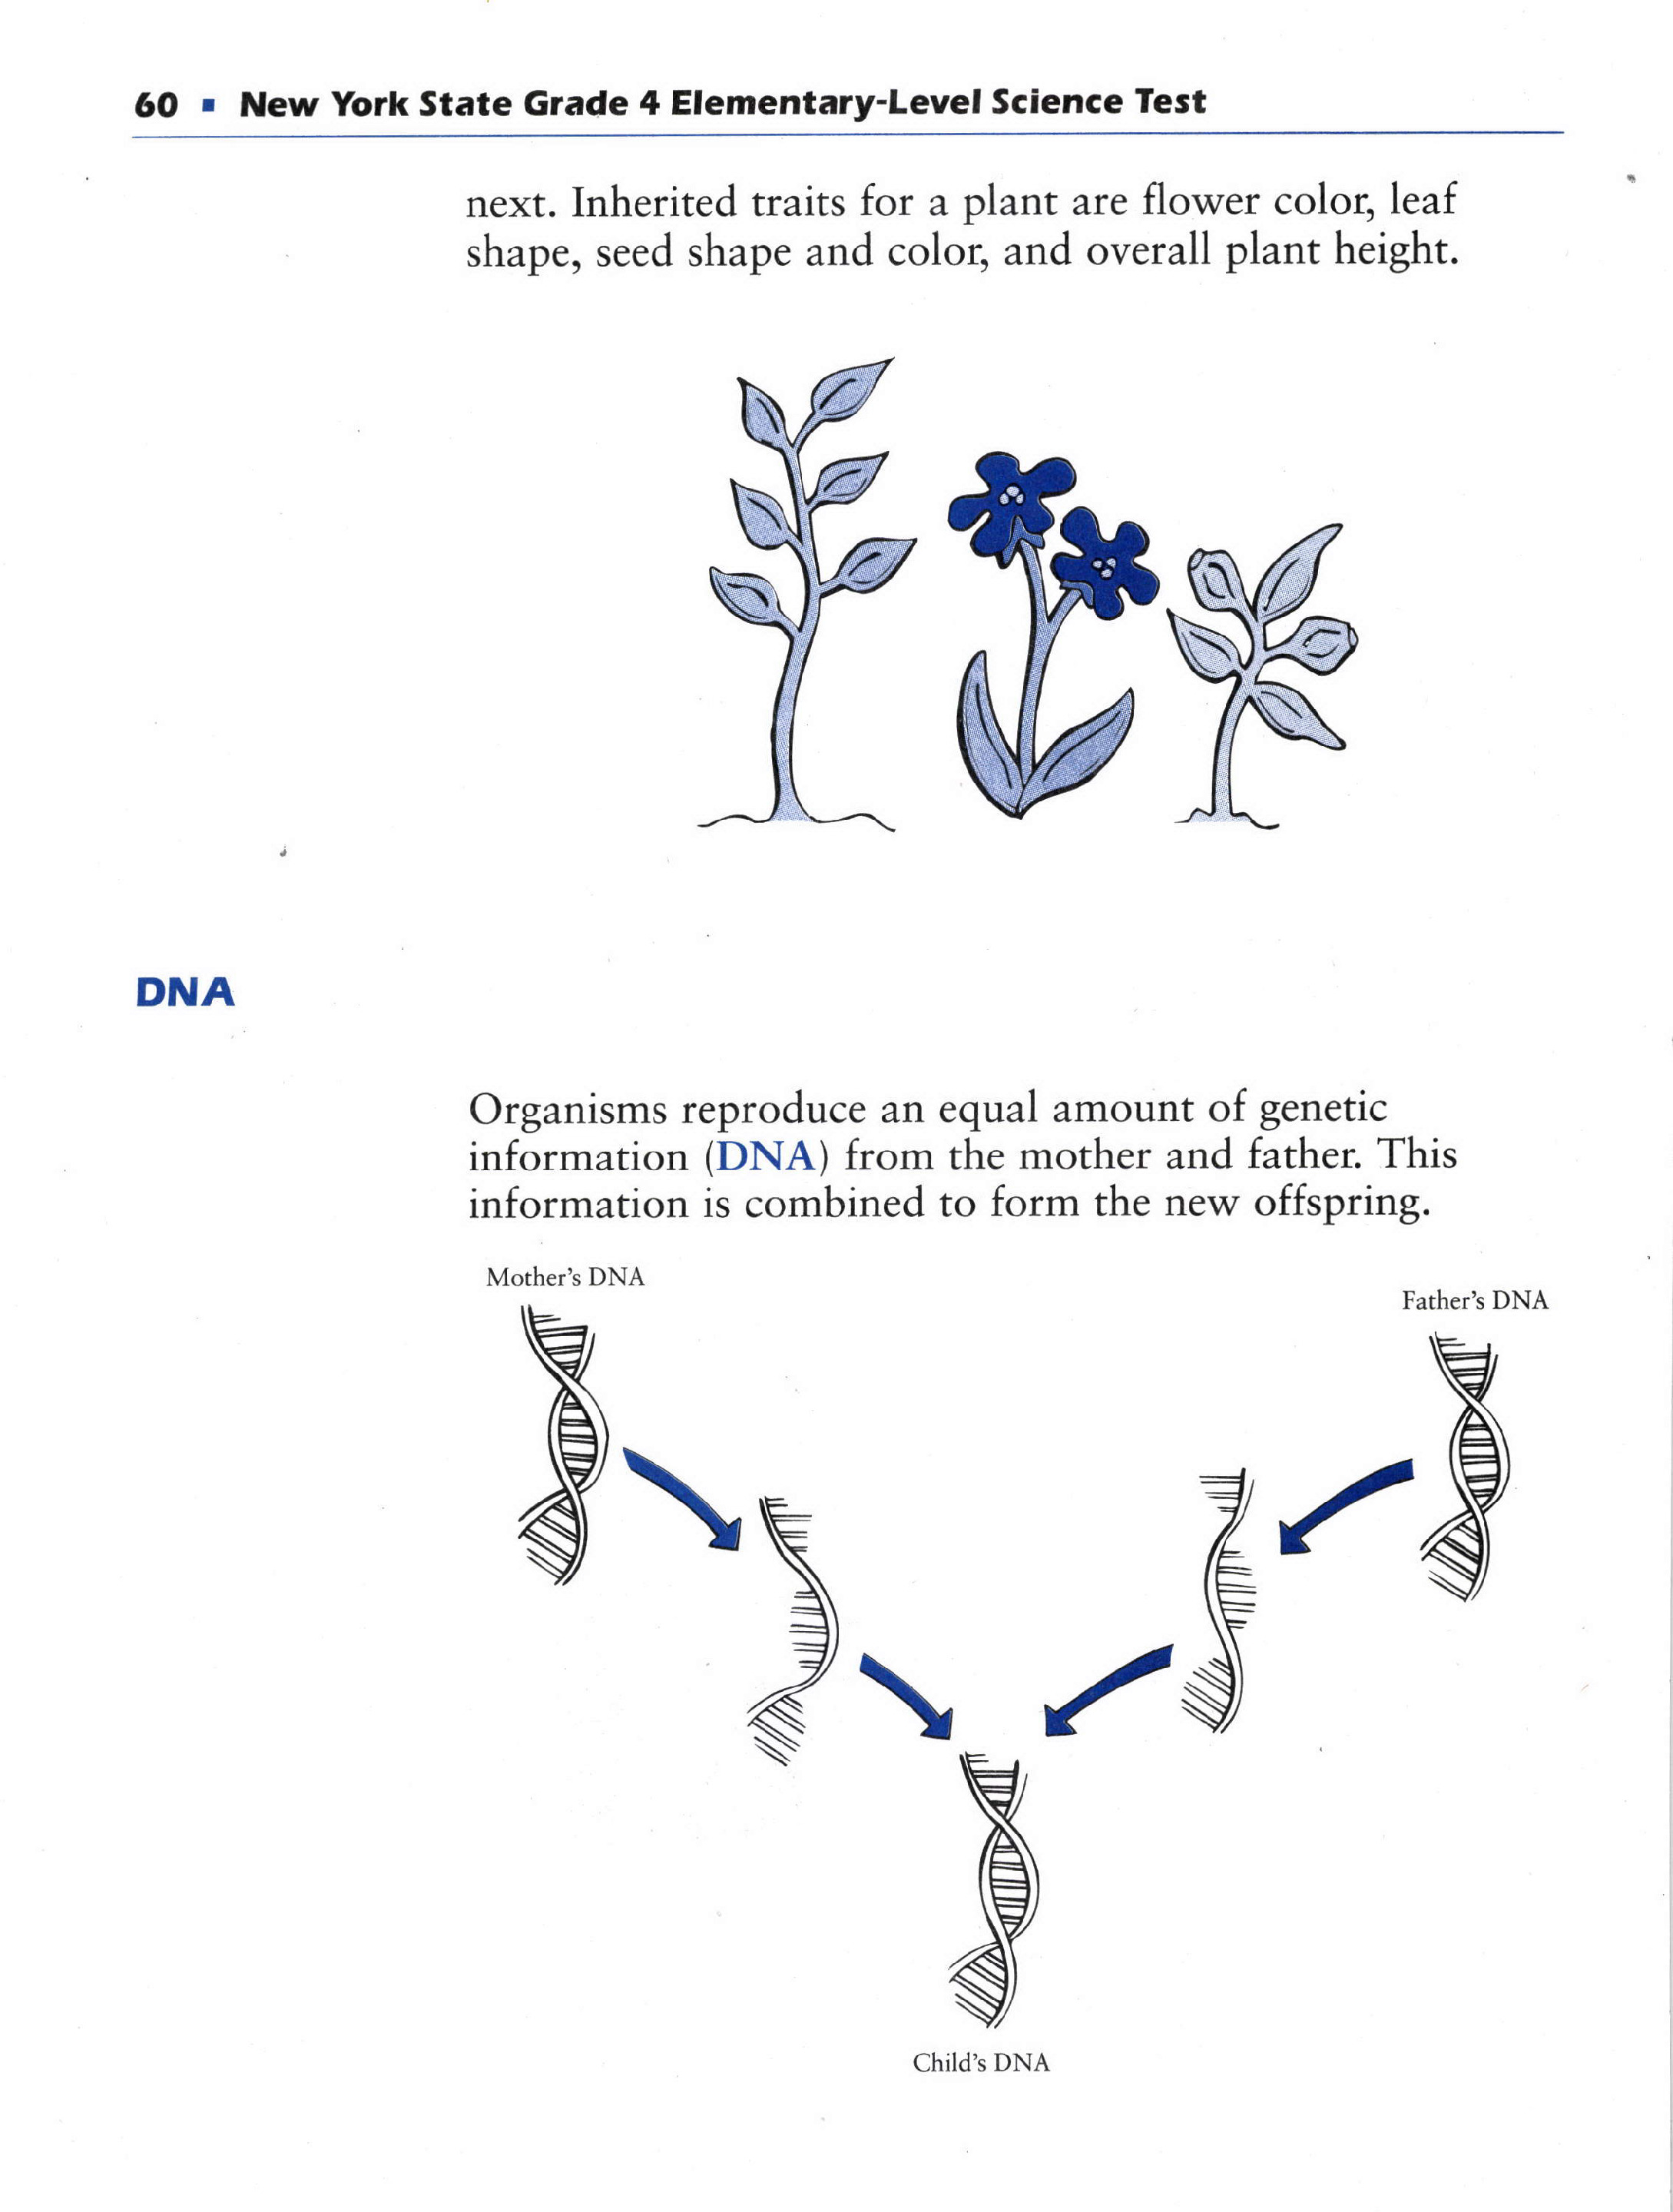 60 ▪ New York State Grade 4 Elementary-Level Science Test
next. Inherited traits for a plant are flower color, leaf
shape, seed shape and color, and overall plant height.
DNA
Organisms reproduce an equal amount of genetic
information (DNA) from the mother and father. This
information is combined to form the new offspring.
Mother's DNA
Father's DNA
Child's DNA